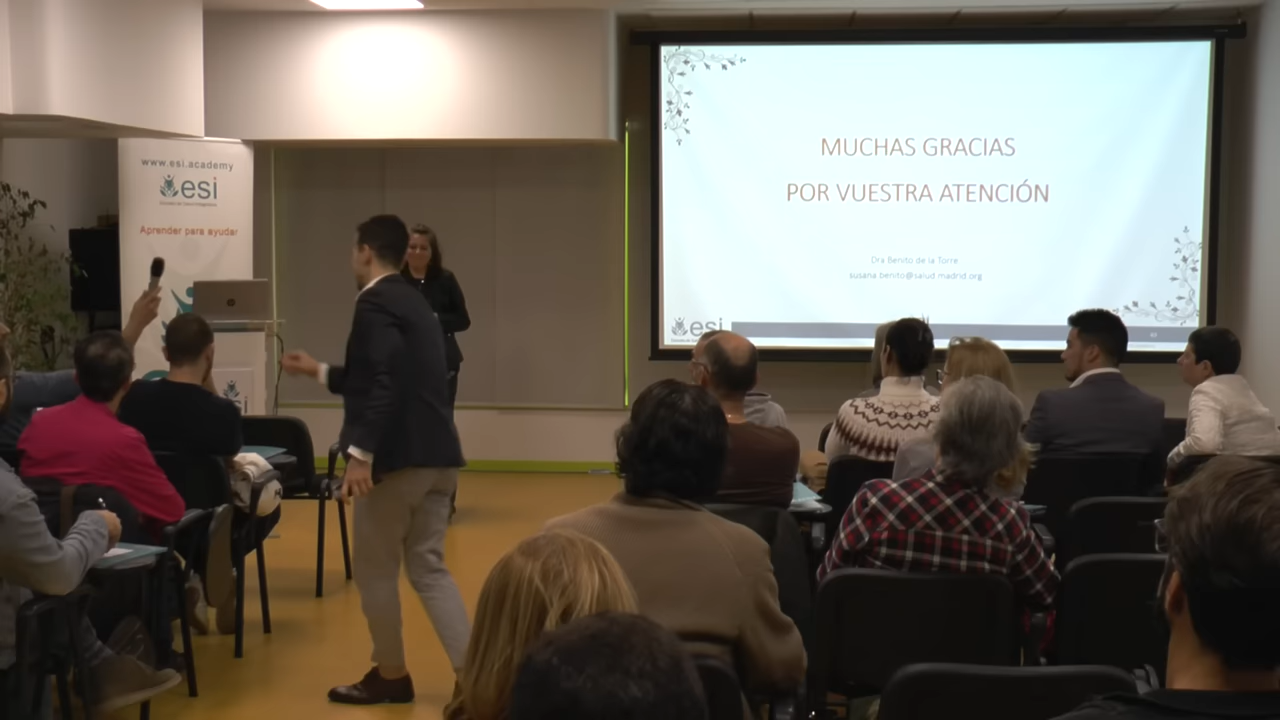 www.esi.academy
esi
Aprender para ayudar
MUCHAS GRACIAS
POR VUESTRA ATENCIÓN
Dra Benito de la Torre
susana.benito@salud.madrid.org
esi